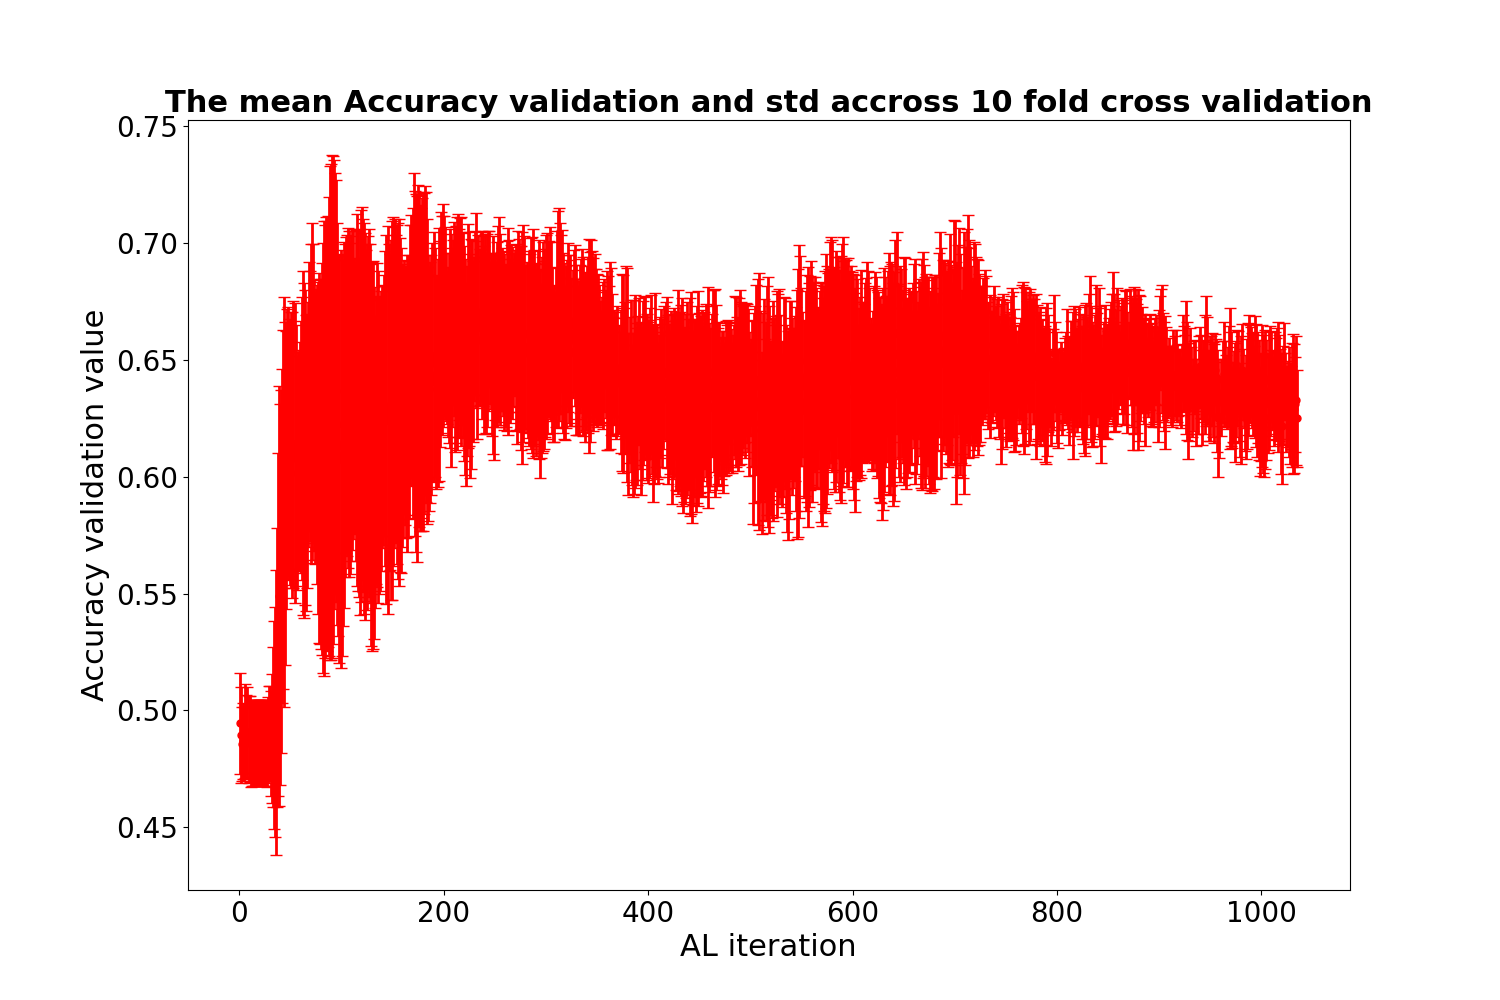 The mean Accuracy validation and std accross 10 fold cross validation
0.75
0.70
0.65
0.60
0.55
0.50
0.45
Accuracy validation value
0 200 400 600 800 1000
AL iteration